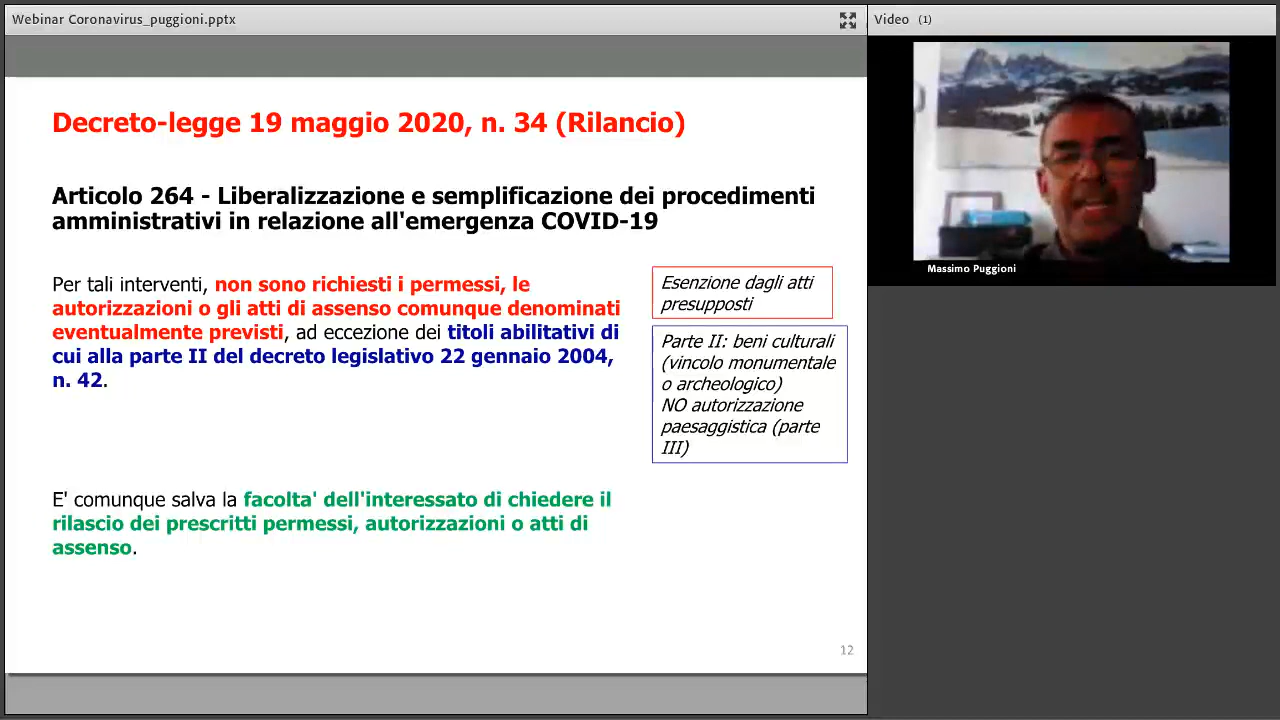 Webinar Coronavirus_puggioni.pptx
Video (1)
Decreto-legge 19 maggio 2020, n. 34 (Rilancio)
Articolo 264 - Liberalizzazione e semplificazione dei procedimenti
amministrativi in relazione all'emergenza COVID-19
Per tali interventi, non sono richiesti i permessi, le
autorizzazioni o gli atti di assenso comunque denominati
eventualmente previsti, ad eccezione dei titoli abilitativi di
cui alla parte II del decreto legislativo 22 gennaio 2004,
n. 42.
Esenzione dagli atti
presupposti
Parte II: beni culturali
(vincolo monumentale
o archeologico)
NO autorizzazione
paesaggistica (parte
III)
E' comunque salva la facolta' dell'interessato di chiedere il
rilascio dei prescritti permessi, autorizzazioni o atti di
assenso.
12
Massimo Puggioni